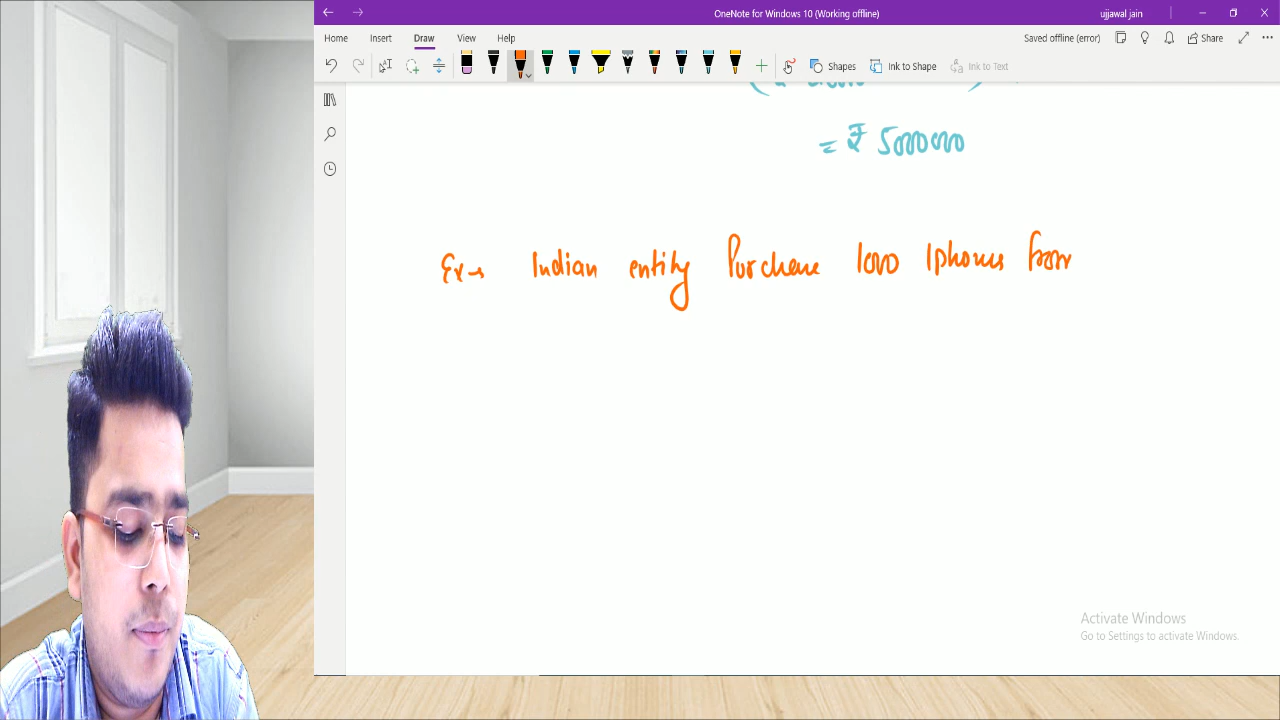 OneNote for Windows 10 (Working offline)
ujjawal jain
Home Insert Draw View Help
Saved offline (error) Share
Shapes Ink to Shape Ink to Text
= ₹ 5000000
Ex→ Indian entity Purchase 1000 Iphones from
Activate Windows
Go to Settings to activate Windows.